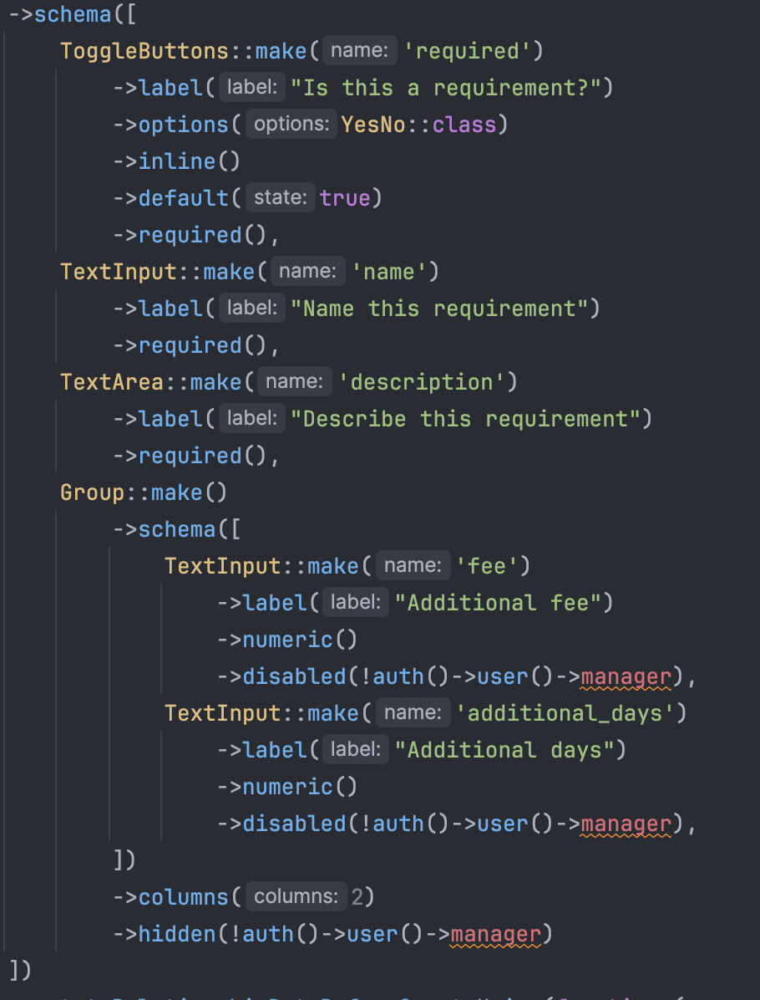 ->schema([
ToggleButtons::make( name: 'required')
->label( label: "Is this a requirement?")
->options( options: YesNo::class)
->inline()
->default( state: true)
->required(),
TextInput::make( name: 'name')
->label( label: "Name this requirement")
->required(),
TextArea::make( name: 'description')
->label( label: "Describe this requirement")
->required(),
Group::make()
->schema([
TextInput::make( name: 'fee')
->label( label: "Additional fee")
->numeric()
->disabled(!auth()->user()->manager),
TextInput::make( name: 'additional_days')
->label( label: "Additional days")
->numeric()
->disabled(!auth()->user()->manager),
])
->columns( columns: 2)
->hidden(!auth()->user()->manager)
])